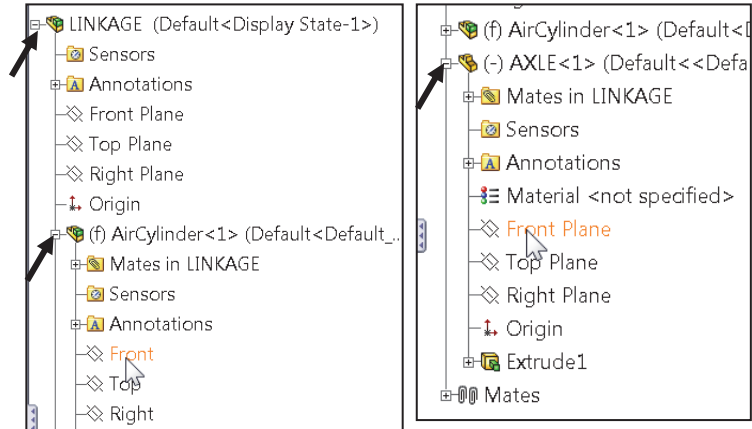 LINKAGE (Default<Display State-1>)
Sensors
Annotations
Front Plane
Top Plane
Right Plane
Origin
(f) AirCylinder<1> (Default<Default_...
Mates in LINKAGE
Sensors
Annotations
Front
Top
Right
(f) AirCylinder<1> (Default<D
(-) AXLE<1> (Default<<Defa
Mates in LINKAGE
Sensors
Annotations
Material <not specified>
Front Plane
Top Plane
Right Plane
Origin
Extrude1
Mates